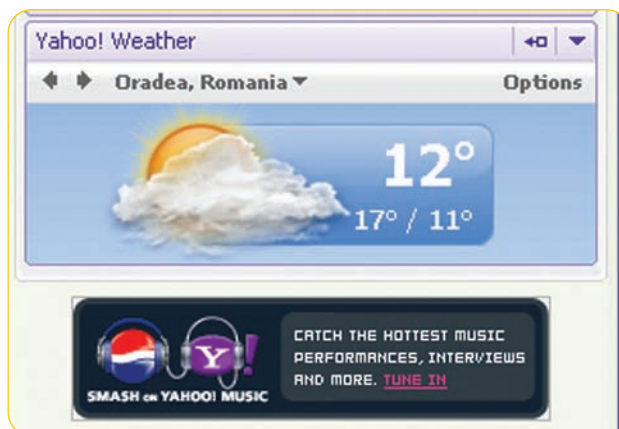 Yahoo! Weather
Oradea, Romania
Options
12°
17° / 11°
CATCH THE HOTTEST MUSIC
PERFORMANCES, INTERVIEWS
AND MORE. TUNE IN
Y!
SMASH on YAHOO! MUSIC